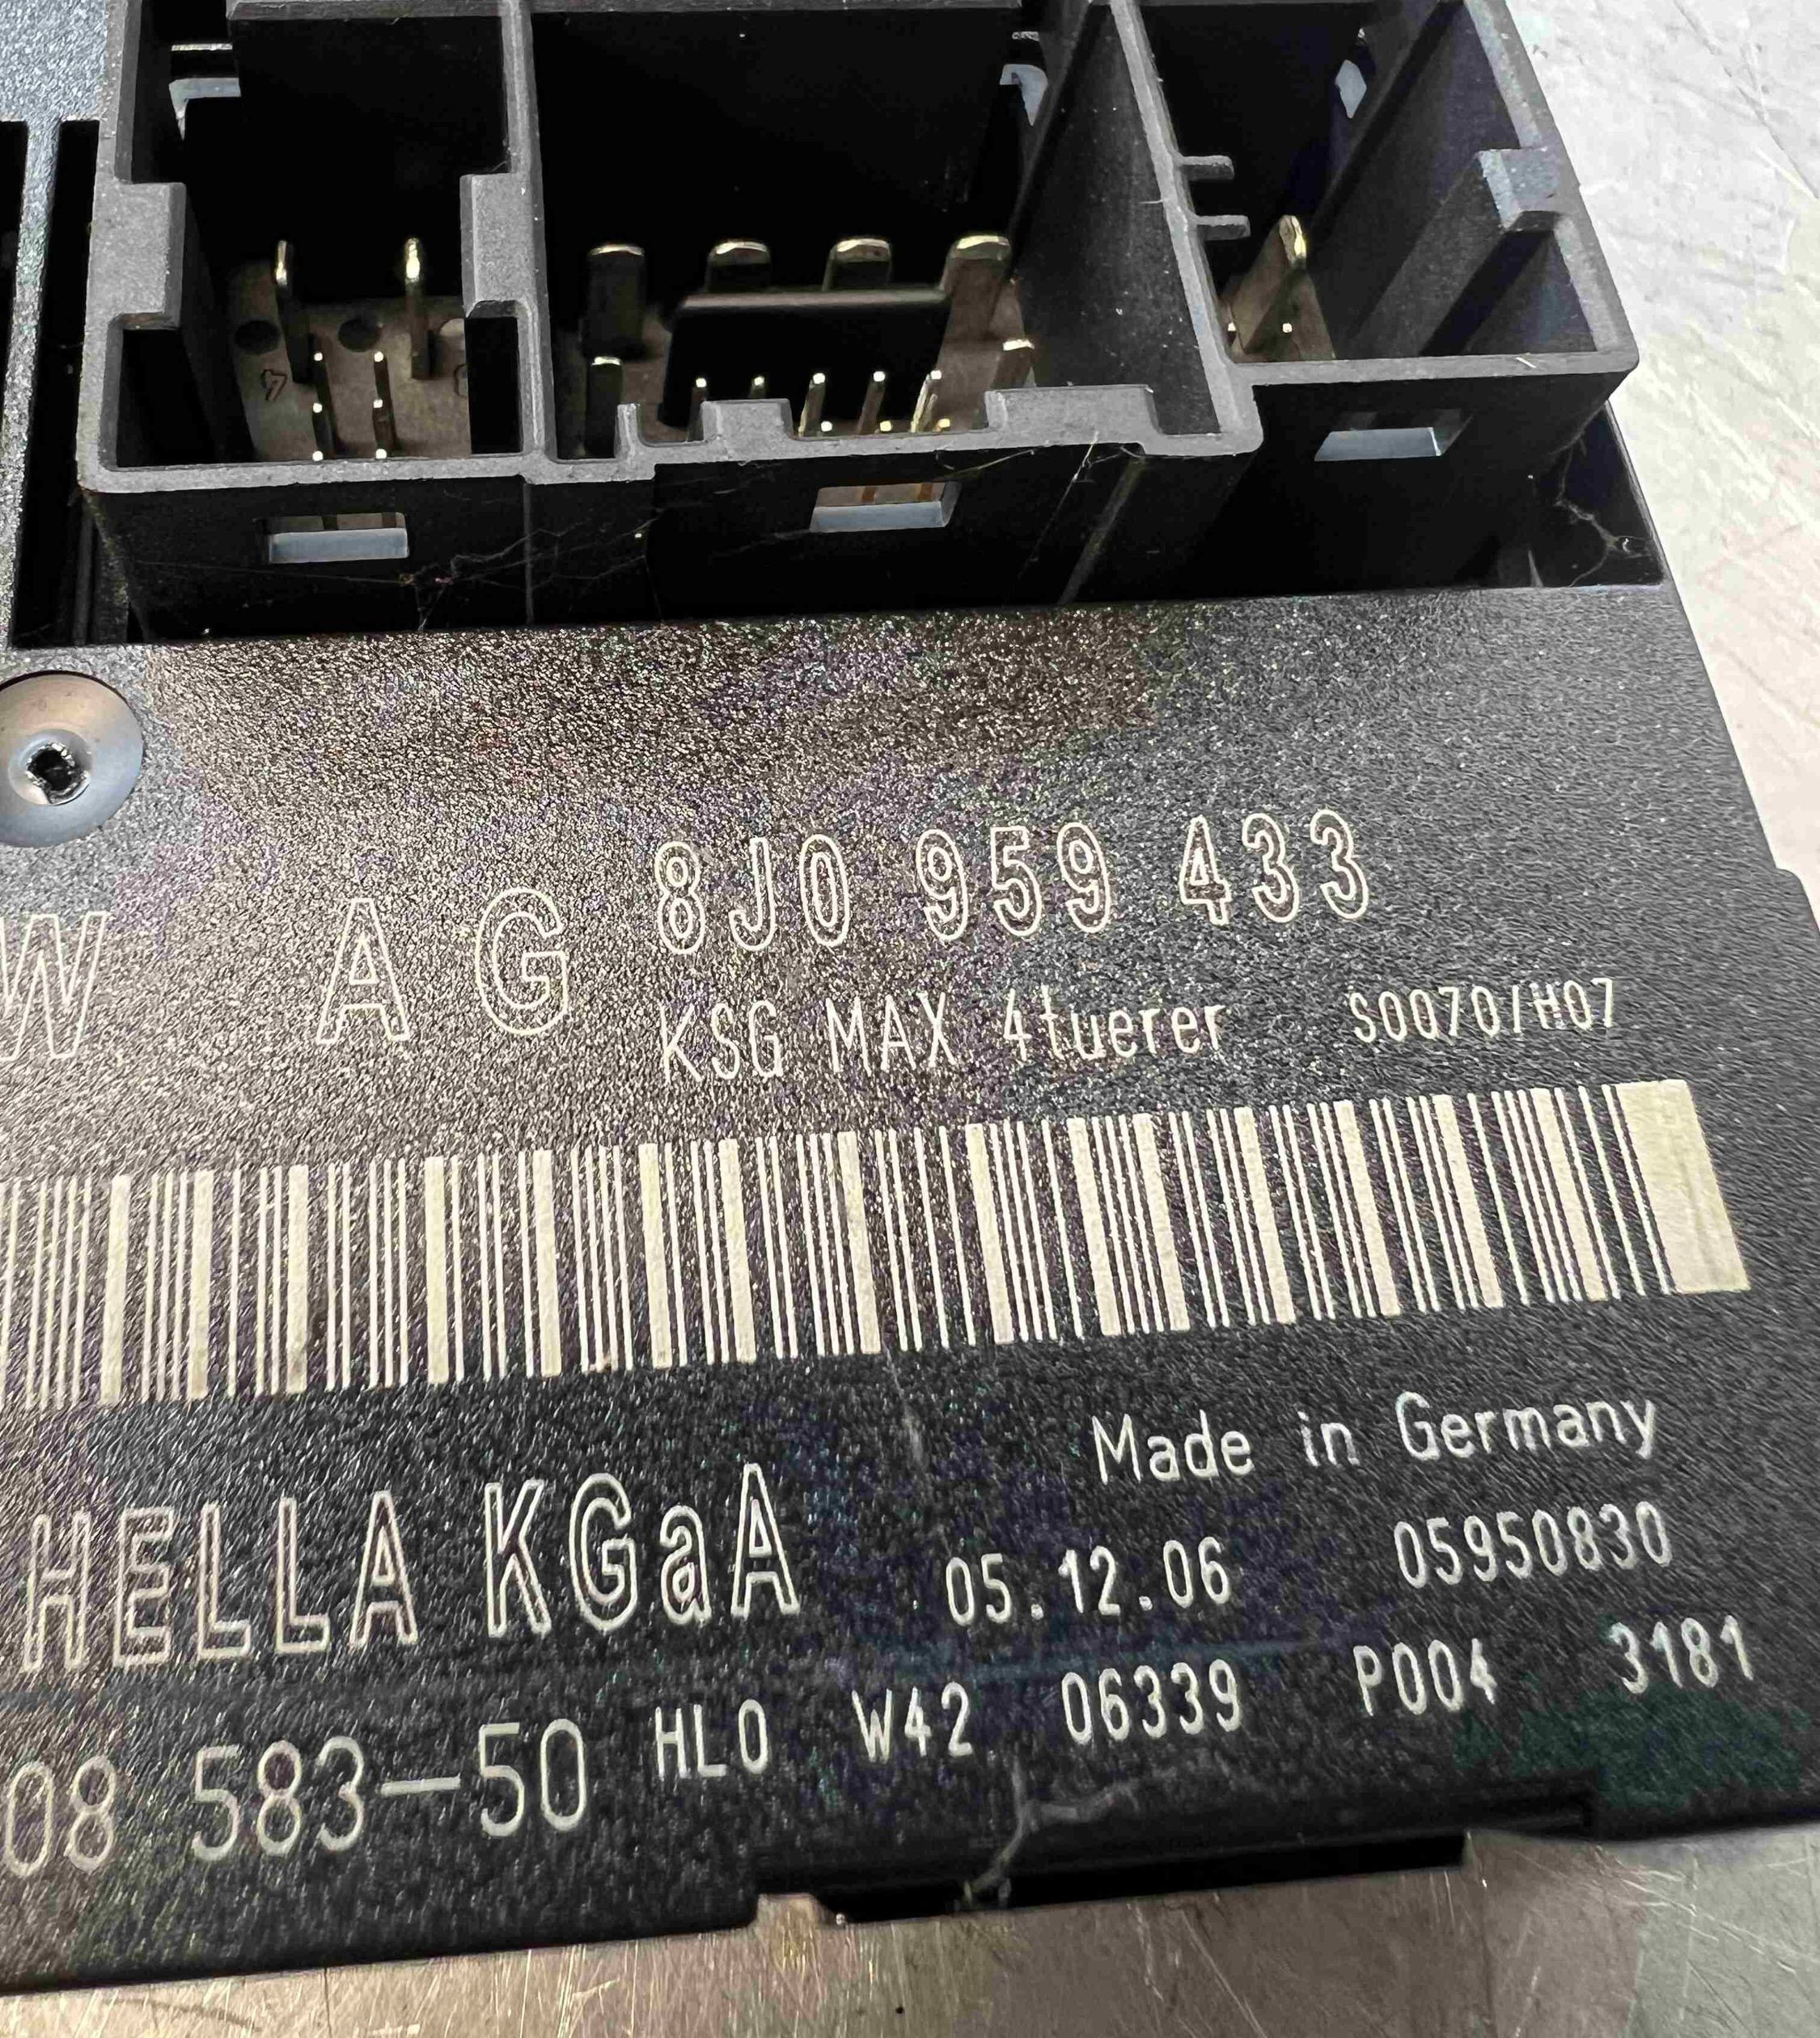 W AG 8J0 959 433
KSG MAX 4tuerer S0070/H07
Made in Germany
HELLA KGaA 05.12.06 05950830
08 583-50 HLO W42 06339 P004 3181